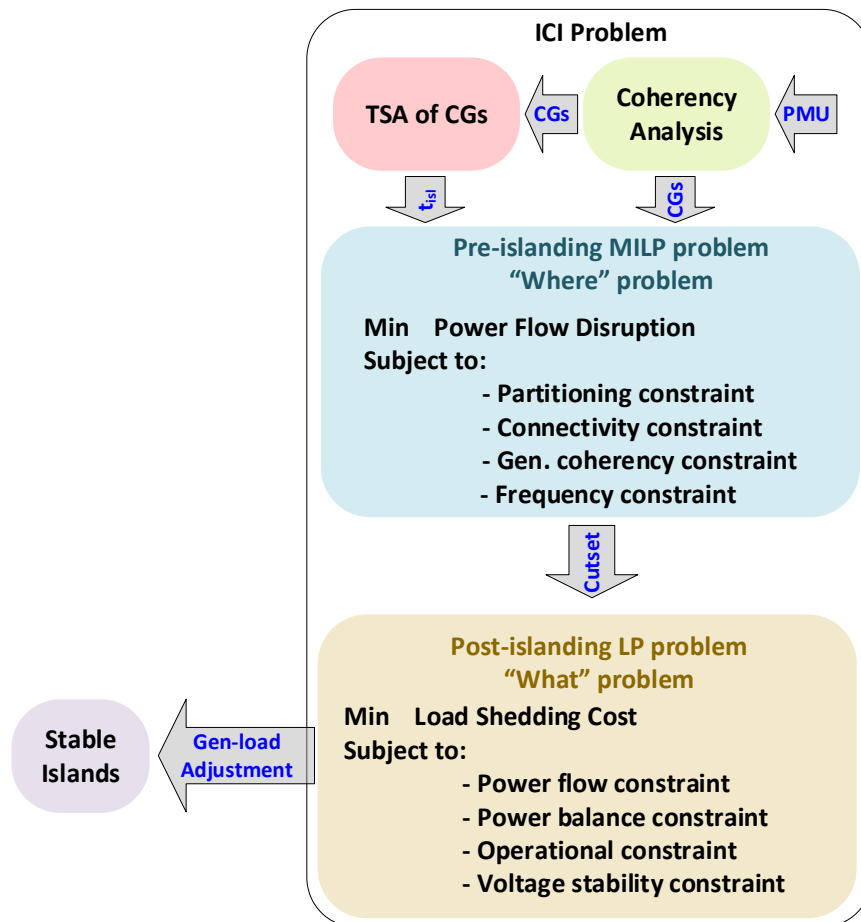 ICI Problem
TSA of CGs
CGs
Coherency
Analysis
PMU
t_isl
CGs
Pre-islanding MILP problem
“Where” problem
Min Power Flow Disruption
Subject to:
- Partitioning constraint
- Connectivity constraint
- Gen. coherency constraint
- Frequency constraint
Cutset
Post-islanding LP problem
“What” problem
Min Load Shedding Cost
Subject to:
- Power flow constraint
- Power balance constraint
- Operational constraint
- Voltage stability constraint
Gen-load
Adjustment
Stable
Islands